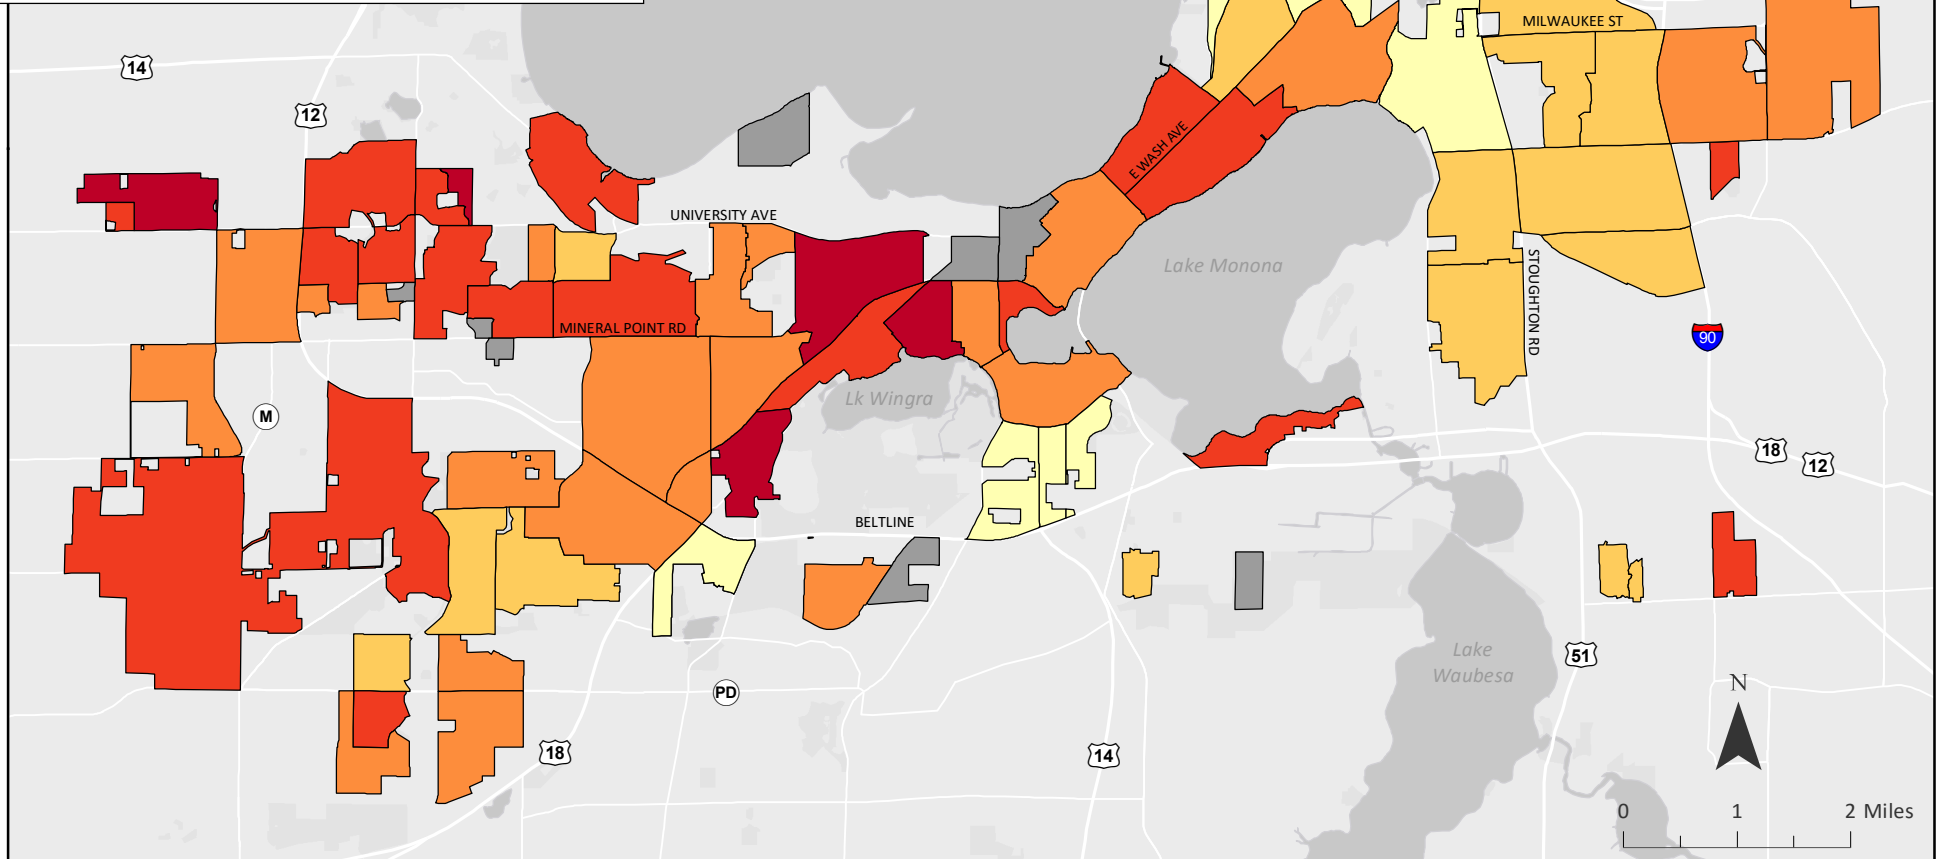 MILWAUKEE ST
14
12
E WASH AVE
UNIVERSITY AVE
Lake Monona
STOUGHTON RD
MINERAL POINT RD
90
Lk Wingra
M
18
12
BELTLINE
Lake
Waubesa
51
PD
N
18
14
0 1 2 Miles